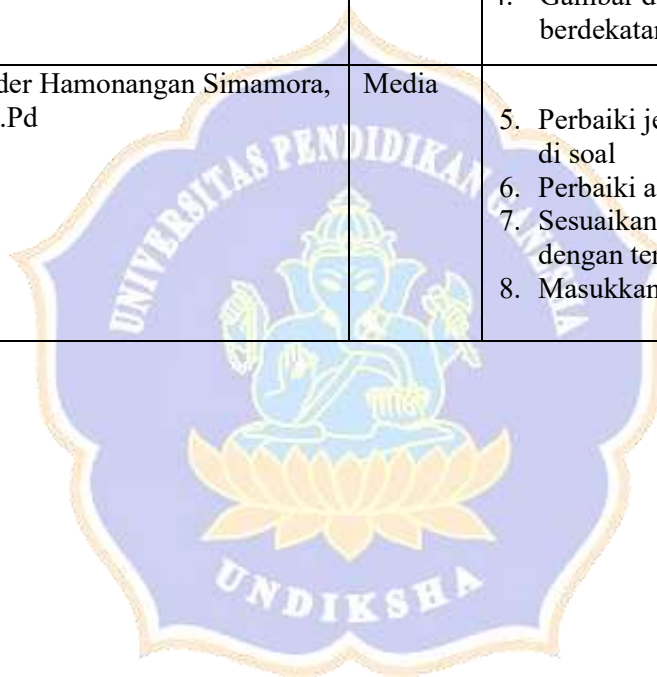 4. Gambar d
berdekatan
der Hamonangan Simamora,
.Pd
Media
5. Perbaiki je
di soal
6. Perbaiki a
7. Sesuaikan
dengan ter
8. Masukkan
UNIVERSITAS PENDIDIKAN GANESHA
UNDIKSHA